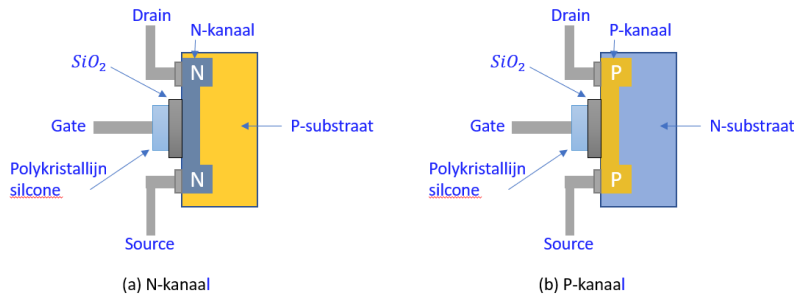 Drain
N-kanaal
SiO₂
N
Gate
P-substraat
Polykristallijn
silcone
N
Source
(a) N-kanaal
Drain
P-kanaal
SiO₂
P
Gate
N-substraat
Polykristallijn
silcone
P
Source
(b) P-kanaal